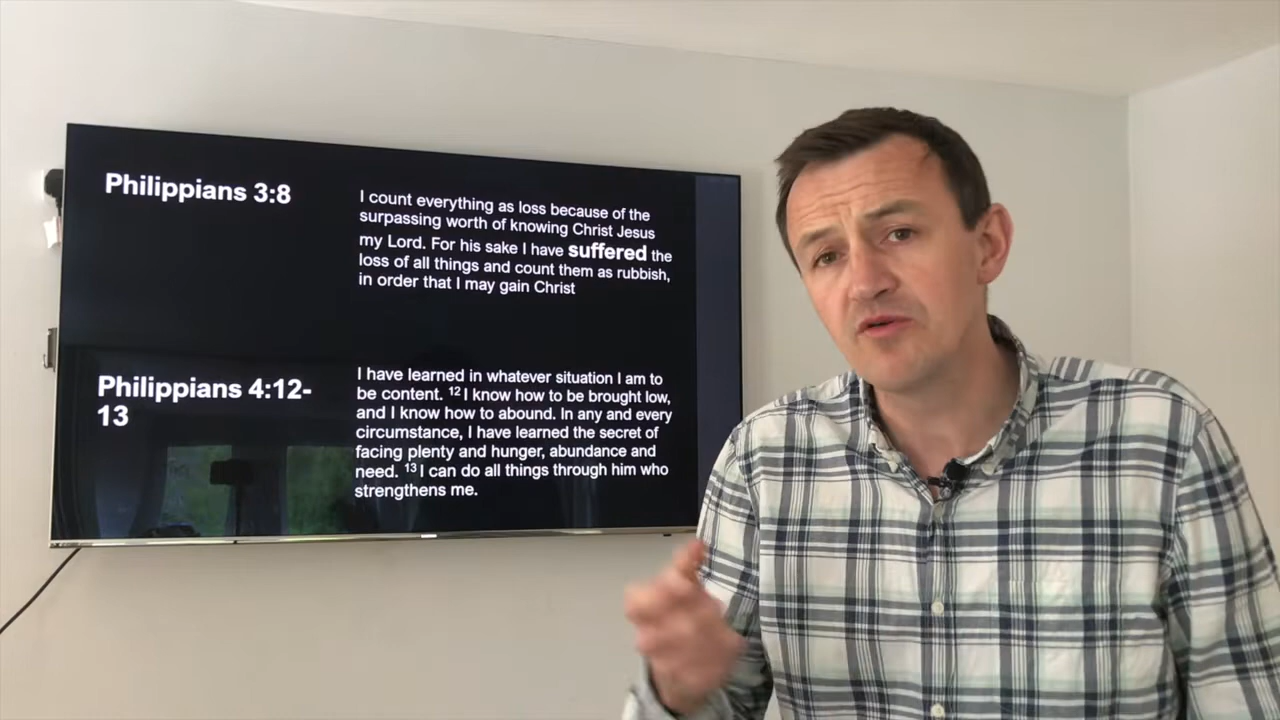 Philippians 3:8
I count everything as loss because of the
surpassing worth of knowing Christ Jesus
my Lord. For his sake I have suffered the
loss of all things and count them as rubbish,
in order that I may gain Christ
Philippians 4:12-
13
I have learned in whatever situation I am to
be content. ¹² I know how to be brought low,
and I know how to abound. In any and every
circumstance, I have learned the secret of
facing plenty and hunger, abundance and
need. ¹³ I can do all things through him who
strengthens me.